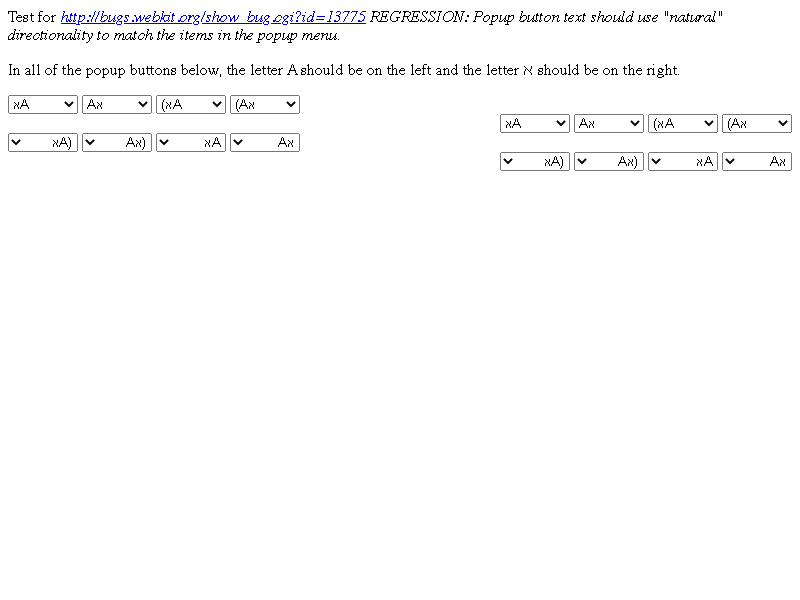 Test for http://bugs.webkit.org/show_bug.cgi?id=13775 REGRESSION: Popup button text should use "natural"
directionality to match the items in the popup menu.
In all of the popup buttons below, the letter A should be on the left and the letter א should be on the right.
אA Aא (אA (Aא
אA) Aא) אA Aא
אA Aא (אA (Aא
אA) Aא) אA Aא